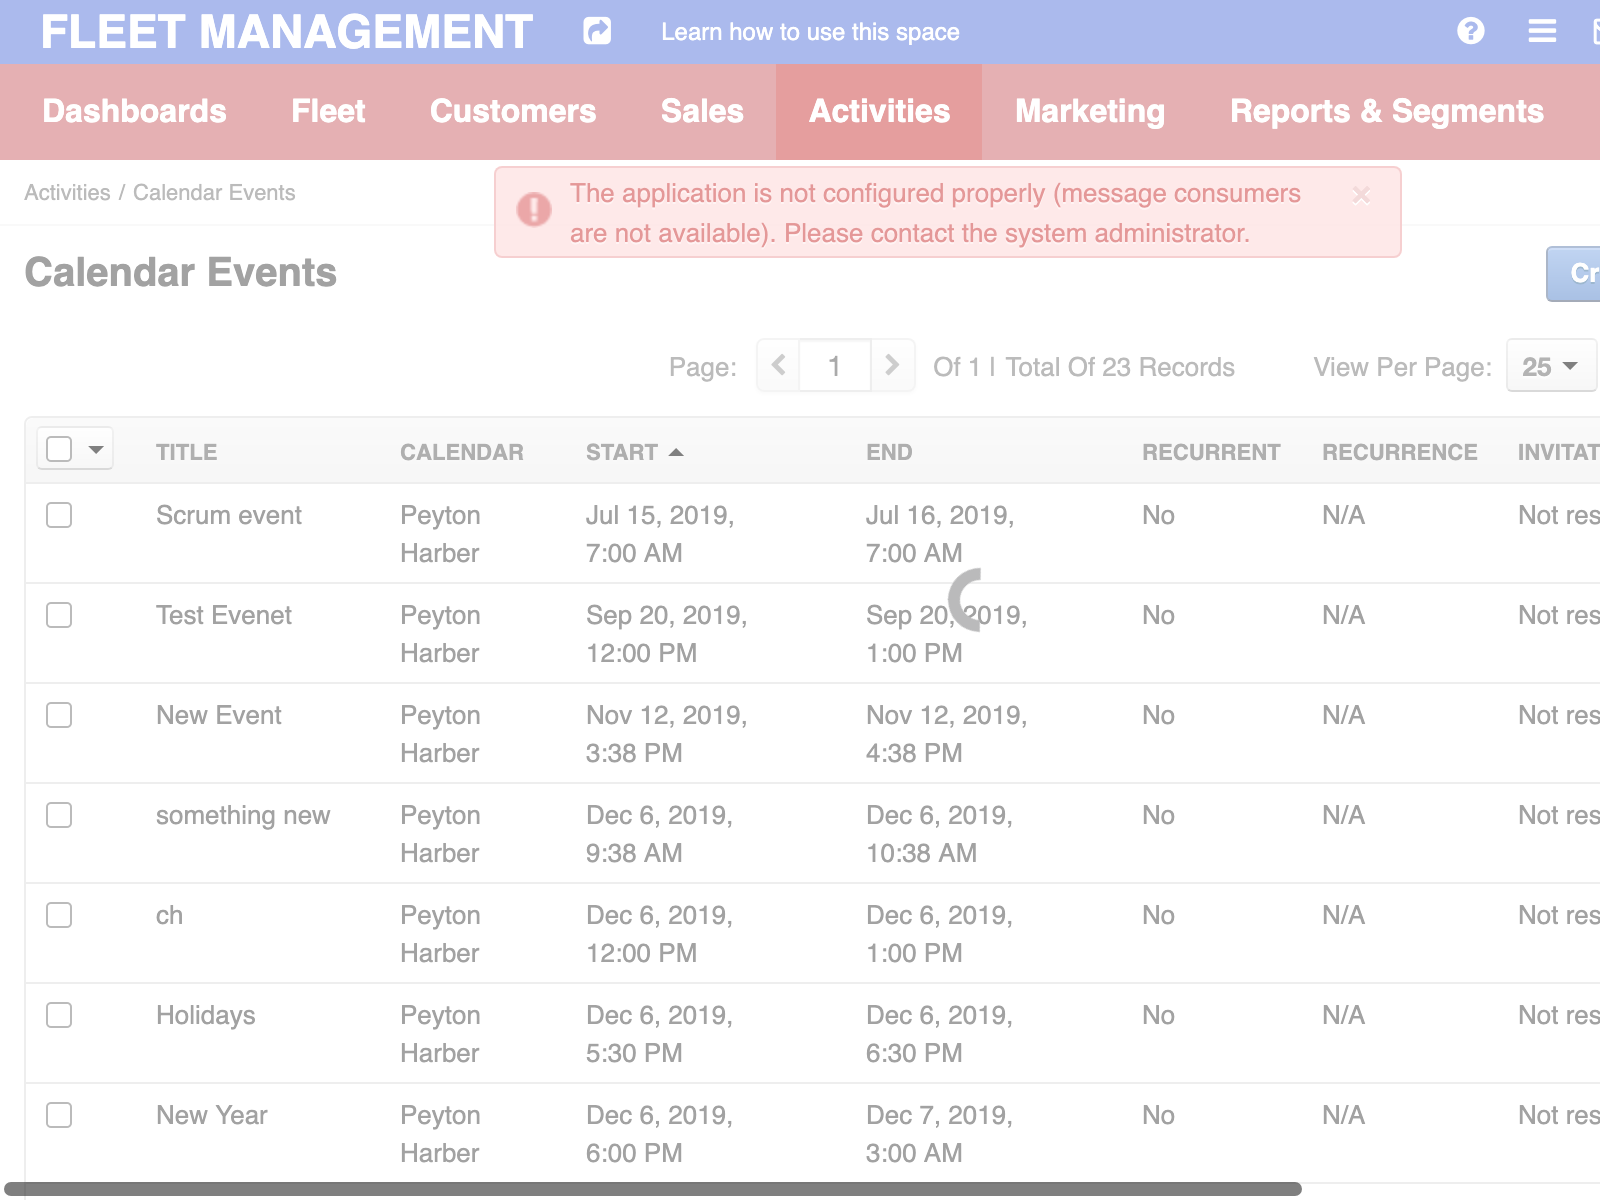 FLEET MANAGEMENT Learn how to use this space ?
Dashboards Fleet Customers Sales Activities Marketing Reports & Segments
Activities / Calendar Events
The application is not configured properly (message consumers
are not available). Please contact the system administrator.
Calendar Events
Cr
Page: 1 Of 1 | Total Of 23 Records View Per Page: 25
TITLE CALENDAR START END RECURRENT RECURRENCE INVITAT
Scrum event Peyton Jul 15, 2019, Jul 16, 2019, No N/A Not res
Harber 7:00 AM 7:00 AM
Test Evenet Peyton Sep 20, 2019, Sep 20, 2019, No N/A Not res
Harber 12:00 PM 1:00 PM
New Event Peyton Nov 12, 2019, Nov 12, 2019, No N/A Not res
Harber 3:38 PM 4:38 PM
something new Peyton Dec 6, 2019, Dec 6, 2019, No N/A Not res
Harber 9:38 AM 10:38 AM
ch Peyton Dec 6, 2019, Dec 6, 2019, No N/A Not res
Harber 12:00 PM 1:00 PM
Holidays Peyton Dec 6, 2019, Dec 6, 2019, No N/A Not res
Harber 5:30 PM 6:30 PM
New Year Peyton Dec 6, 2019, Dec 7, 2019, No N/A Not res
Harber 6:00 PM 3:00 AM